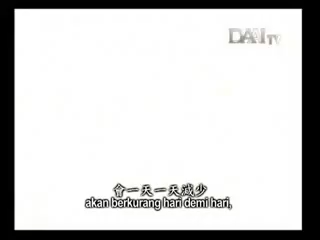 DAAI TV
會一天一天減少
akan berkurang hari demi hari,